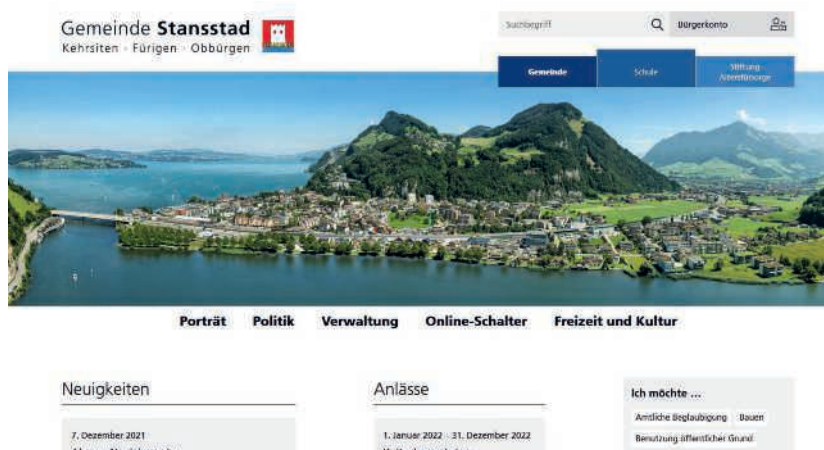 Gemeinde Stansstad
Kehrsiten · Fürigen · Obbürgen
Suchbegriff
Bürgerkonto
Gemeinde
Schule
Stiftung
Altersfürsorge
Porträt Politik Verwaltung Online-Schalter Freizeit und Kultur
Neuigkeiten
7. Dezember 2021
Anlässe
1. Januar 2022 - 31. Dezember 2022
Ich möchte ...
Amtliche Beglaubigung Bauen
Benutzung öffentlicher Grund